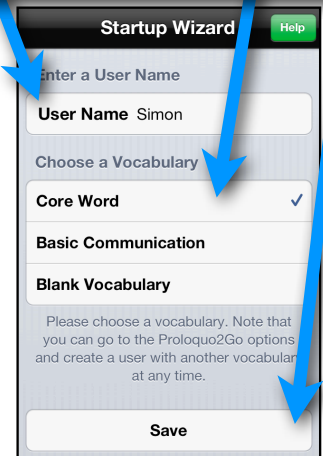 Startup Wizard Help
Enter a User Name
User Name Simon
Choose a Vocabulary
Core Word
Basic Communication
Blank Vocabulary
Please choose a vocabulary. Note that
you can go to the Proloquo2Go options
and create a user with another vocabulary
at any time.
Save